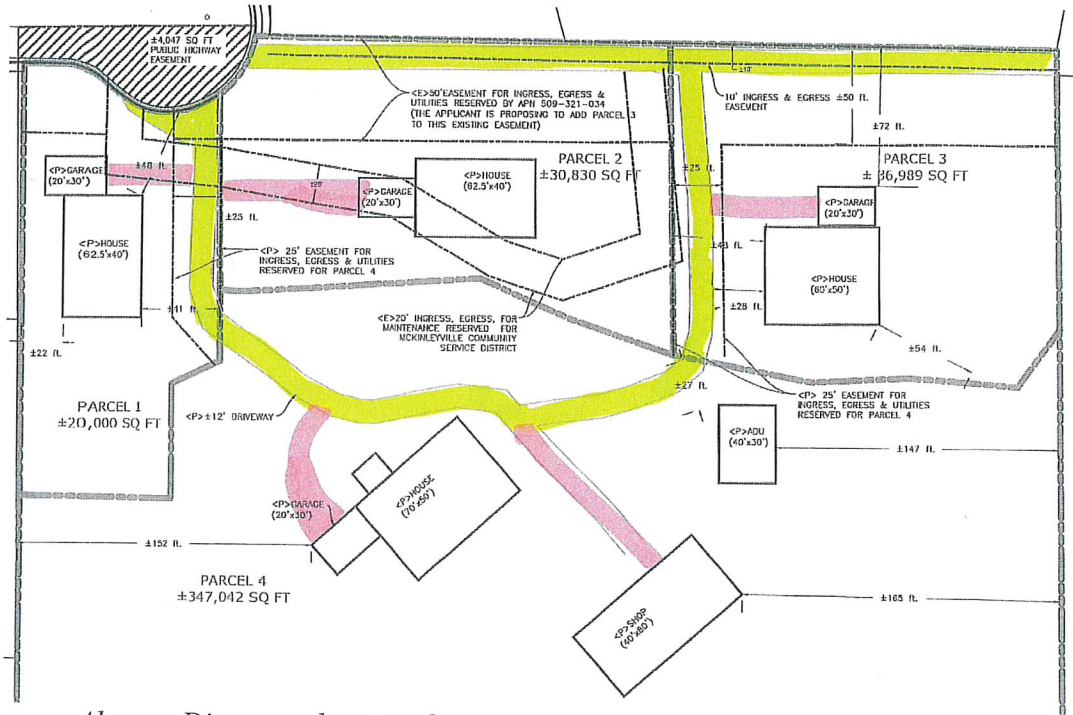 ±4,047 SQ FT
PUBLIC HIGHWAY
EASEMENT
<E>50'EASEMENT FOR INGRESS, EGRESS &
UTILITIES RESERVED BY APN 509-321-034
(THE APPLICANT IS PROPOSING TO ADD PARCEL 3
TO THIS EXISTING EASEMENT)
±10'
10' INGRESS & EGRESS
EASEMENT
±50 ft.
±72 ft.
PARCEL 2
±30,830 SQ FT
PARCEL 3
± 36,989 SQ FT
±48 ft.
<P>GARAGE
(20'x30')
±20'
<P>GARAGE
(20'x30')
<P>HOUSE
(62.5'x40')
±25 ft.
<P>GARAGE
(20'x30')
±25 ft.
<P>HOUSE
(62.5'x40')
<P> 25' EASEMENT FOR
INGRESS, EGRESS & UTILITIES
RESERVED FOR PARCEL 4
±43 ft.
<P>HOUSE
(60'x50')
±28 ft.
±41 ft.
<E>20' INGRESS, EGRESS, FOR
MAINTENANCE RESERVED FOR
MCKINLEYVILLE COMMUNITY
SERVICE DISTRICT
±22 ft.
±54 ft.
±27 ft.
PARCEL 1
±20,000 SQ FT
<P>±12' DRIVEWAY
<P> 25' EASEMENT FOR
INGRESS, EGRESS & UTILITIES
RESERVED FOR PARCEL 4
<P>ADU
(40'x30')
±147 ft.
<P>GARAGE
(20'x30')
<P>HOUSE
(70'x50')
±152 ft.
PARCEL 4
±347,042 SQ FT
<P>SHOP
(40'x80')
±165 ft.